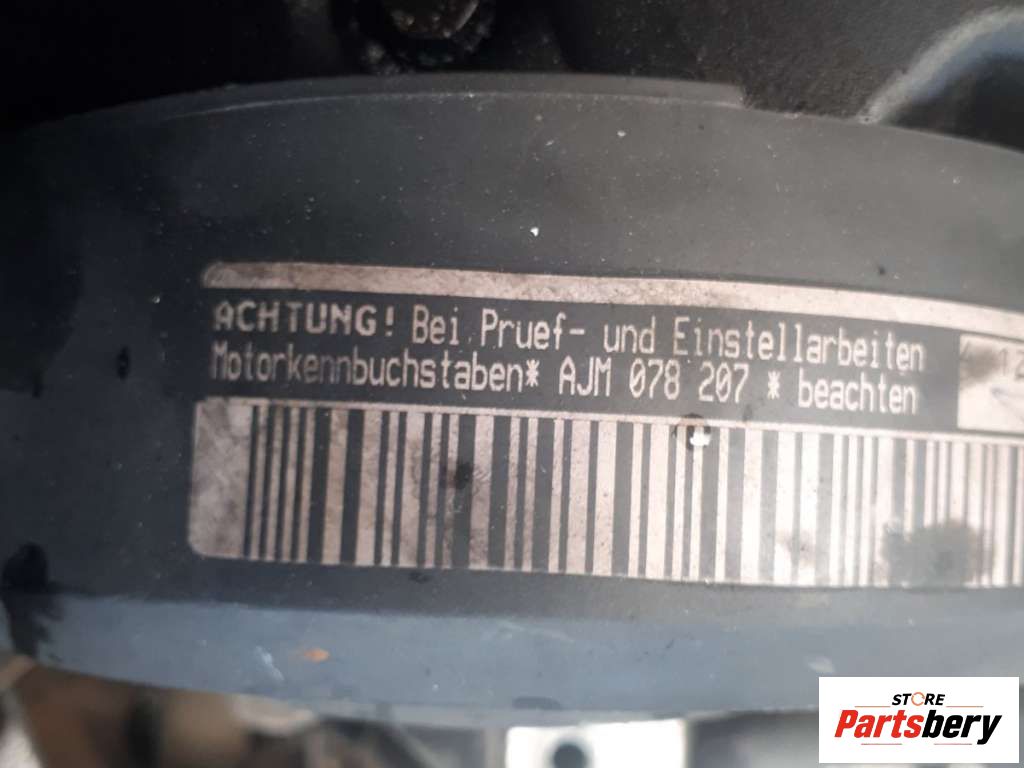 ACHTUNG! Bei Pruef- und Einstellarbeiten
Motorkennbuchstaben* AJM 078 207 * beachten
STORE
Partsbery